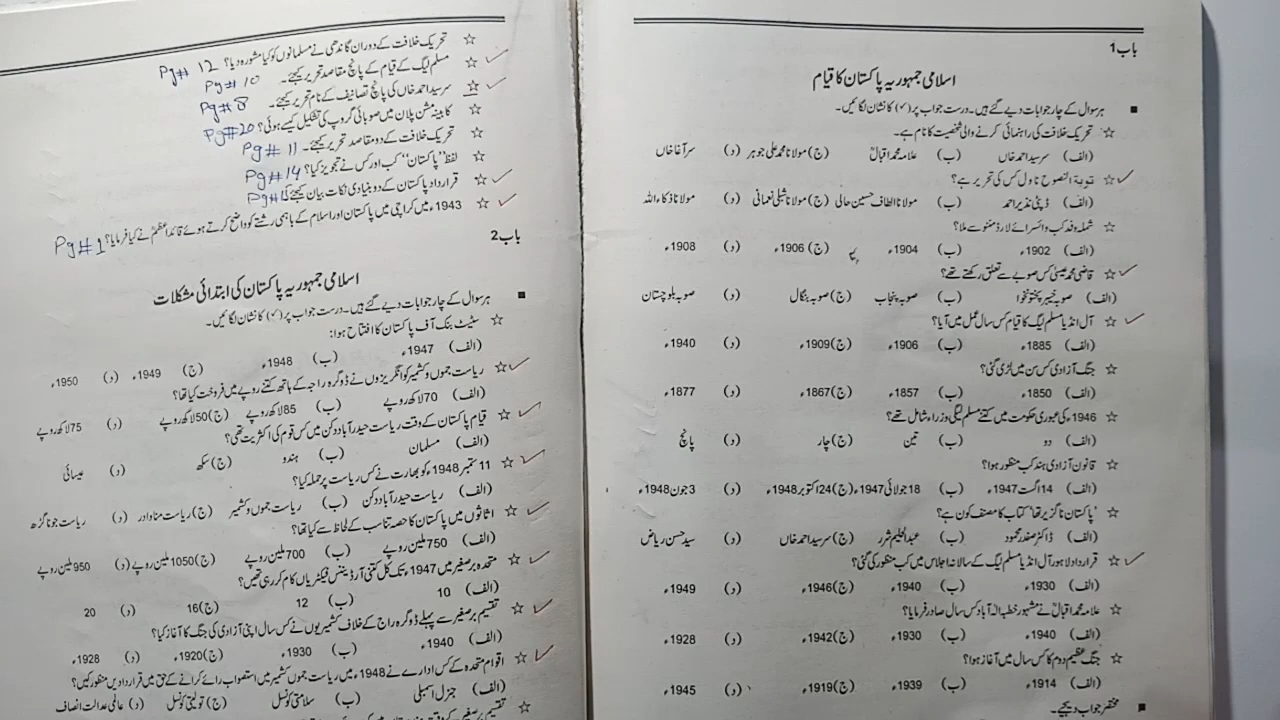 باب 1
اسلامی جمہوریہ پاکستان کا قیام
■ ہر سوال کے چار جوابات دیے گئے ہیں۔ درست جواب پر (✓) کا نشان لگائیں۔
☆ تحریک خلافت کی راہنمائی کرنے والی شخصیت کا نام ہے۔
(الف) سر سید احمد خاں (ب) علامہ محمد اقبالؒ (ج) مولانا محمد علی جوہر (د) سر آغا خاں
☆ توبۃ النصوح ناول کس کی تحریر ہے؟
(الف) ڈپٹی نذیر احمد (ب) مولانا الطاف حسین حالی (ج) مولانا شبلی نعمانی (د) مولانا ذکاء اللہ
☆ شملہ وفد کب وائسرائے لارڈ منٹو سے ملا؟
(الف) 1902ء (ب) 1904ء (ج) 1906ء (د) 1908ء
☆ قاضی محمد عیسیٰ کس صوبے سے تعلق رکھتے تھے؟
(الف) صوبہ خیبر پختونخوا (ب) صوبہ پنجاب (ج) صوبہ بنگال (د) صوبہ بلوچستان
☆ آل انڈیا مسلم لیگ کا قیام کس سال عمل میں آیا؟
(الف) 1885ء (ب) 1906ء (ج) 1909ء (د) 1940ء
☆ جنگ آزادی کس سن میں لڑی گئی؟
(الف) 1850ء (ب) 1857ء (ج) 1867ء (د) 1877ء
☆ 1946ء کی عبوری حکومت میں کتنے مسلم لیگی وزراء شامل تھے؟
(الف) دو (ب) تین (ج) چار (د) پانچ
☆ قانون آزادی ہند کب منظور ہوا؟
(الف) 14 اگست 1947ء (ب) 18 جولائی 1947ء (ج) 24 اکتوبر 1948ء (د) 3 جون 1948ء
☆ 'پاکستان ناگزیر تھا' کتاب کا مصنف کون ہے؟
(الف) ڈاکٹر صفدر محمود (ب) عبدالحلیم شرر (ج) سر سید احمد خاں (د) سید حسن ریاض
☆ قرارداد لاہور آل انڈیا مسلم لیگ کے سالانہ اجلاس میں کب منظور کی گئی؟
(الف) 1930ء (ب) 1940ء (ج) 1946ء (د) 1949ء
☆ علامہ محمد اقبالؒ نے مشہور خطبہ الہٰ آباد کس سال صادر فرمایا؟
(الف) 1940ء (ب) 1930ء (ج) 1942ء (د) 1928ء
☆ جنگ عظیم دوم کا کس سال میں آغاز ہوا؟
(الف) 1914ء (ب) 1939ء (ج) 1919ء (د) 1945ء
■ مختصر جواب دیجیے۔
☆ تحریک خلافت کے دوران گاندھی نے مسلمانوں کو کیا مشورہ دیا؟ Pg# 12
☆ مسلم لیگ کے قیام کے پانچ مقاصد تحریر کیجئے۔ Pg# 10
☆ سر سید احمد خاں کی پانچ تصانیف کے نام تحریر کیجئے۔ Pg# 8
☆ کابینہ مشن پلان میں صوبائی گروپ کی تشکیل کیسے ہوئی؟ Pg#20
☆ تحریک خلافت کے دو مقاصد تحریر کیجئے۔ Pg# 11
☆ لفظ "پاکستان" کب اور کس نے تجویز کیا؟ Pg#14
☆ قرارداد پاکستان کے دو بنیادی نکات بیان کیجئے
☆ 1943ء میں کراچی میں پاکستان اور اسلام کے باہمی رشتے کو واضح کرتے ہوئے قائداعظمؒ نے کیا فرمایا؟ Pg#1
باب 2
اسلامی جمہوریہ پاکستان کی ابتدائی مشکلات
■ ہر سوال کے چار جوابات دیے گئے ہیں۔ درست جواب پر (✓) کا نشان لگائیں۔
☆ سٹیٹ بنک آف پاکستان کا افتتاح ہوا:
(الف) 1947ء (ب) 1948ء (ج) 1949ء (د) 1950ء
☆ ریاست جموں و کشمیر کو انگریزوں نے ڈوگرہ راجہ کے ہاتھ کتنے روپے میں فروخت کیا تھا؟
(الف) 70 لاکھ روپے (ب) 85 لاکھ روپے (ج) 50 لاکھ روپے (د) 75 لاکھ روپے
☆ قیام پاکستان کے وقت ریاست حیدر آباد دکن میں کس قوم کی اکثریت تھی؟
(الف) مسلمان (ب) ہندو (ج) سکھ (د) عیسائی
☆ 11 ستمبر 1948ء کو بھارت نے کس ریاست پر حملہ کیا؟
(الف) ریاست حیدر آباد دکن (ب) ریاست جموں و کشمیر (ج) ریاست مناوادر (د) ریاست جونا گڑھ
☆ اثاثوں میں پاکستان کا حصہ تناسب کے لحاظ سے کیا تھا؟
(الف) 750 ملین روپے (ب) 700 ملین روپے (ج) 1050 ملین روپے (د) 950 ملین روپے
☆ متحدہ برصغیر میں 1947ء تک کل کتنی آرڈیننس فیکٹریاں کام کر رہی تھیں؟
(الف) 10 (ب) 12 (ج) 16 (د) 20
☆ تقسیم برصغیر سے پہلے ڈوگرہ راج کے خلاف کشمیریوں نے کس سال اپنی آزادی کی جنگ کا آغاز کیا؟
(الف) 1940ء (ب) 1930ء (ج) 1920ء (د) 1928ء
☆ اقوام متحدہ کے کس ادارے نے 1948ء میں ریاست جموں کشمیر میں استصواب رائے کرانے کے حق میں قراردادیں منظور کیں؟
(الف) جنرل اسمبلی (ب) سلامتی کونسل (ج) تولیتی کونسل (د) عالمی عدالت انصاف